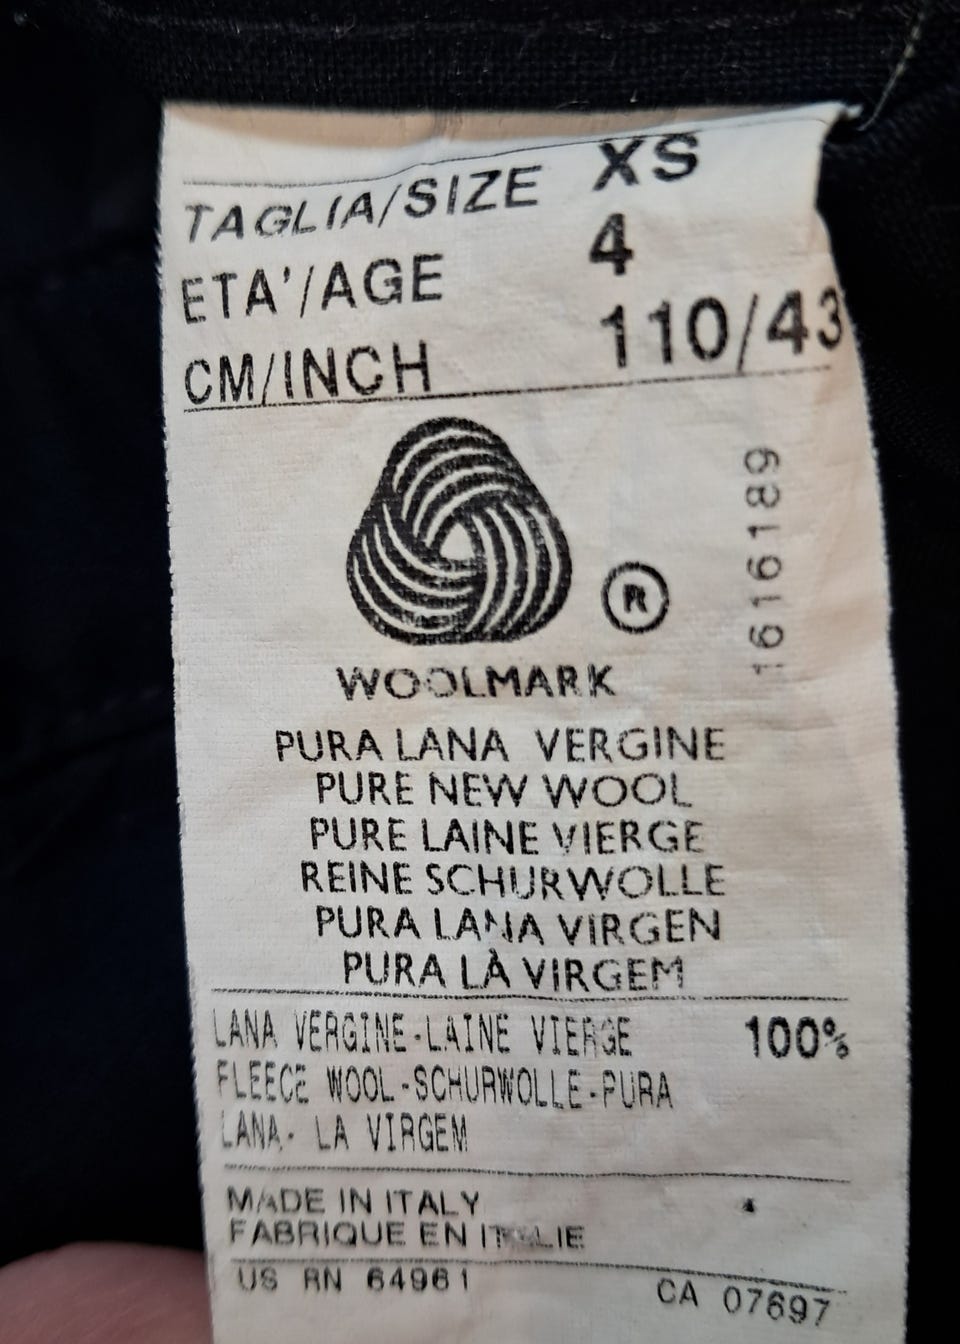 TAGLIA/SIZE XS
ETA'/AGE 4
CM/INCH 110/43
R
1616189
WOOLMARK
PURA LANA VERGINE
PURE NEW WOOL
PURE LAINE VIERGE
REINE SCHURWOLLE
PURA LANA VIRGEN
PURA LÀ VIRGEM
LANA VERGINE-LAINE VIERGE 100%
FLEECE WOOL-SCHURWOLLE-PURA
LANA- LA VIRGEM
MADE IN ITALY
FABRIQUE EN ITALIE
US RN 64961 CA 07697